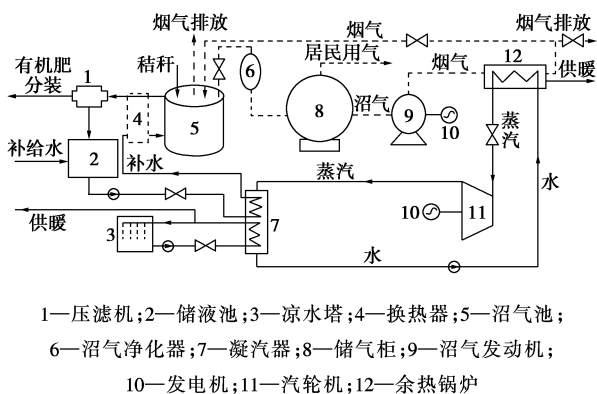 烟气排放
烟气
烟气排放
有机肥
分装
1
秸秆
居民用气
烟气
12
供暖
6
4
5
8
沼气
9
10
蒸汽
补给水
2
补水
蒸汽
水
供暖
3
7
10
11
水
1—压滤机;2—储液池;3—凉水塔;4—换热器;5—沼气池;
6—沼气净化器;7—凝汽器;8—储气柜;9—沼气发动机;
10—发电机;11—汽轮机;12—余热锅炉